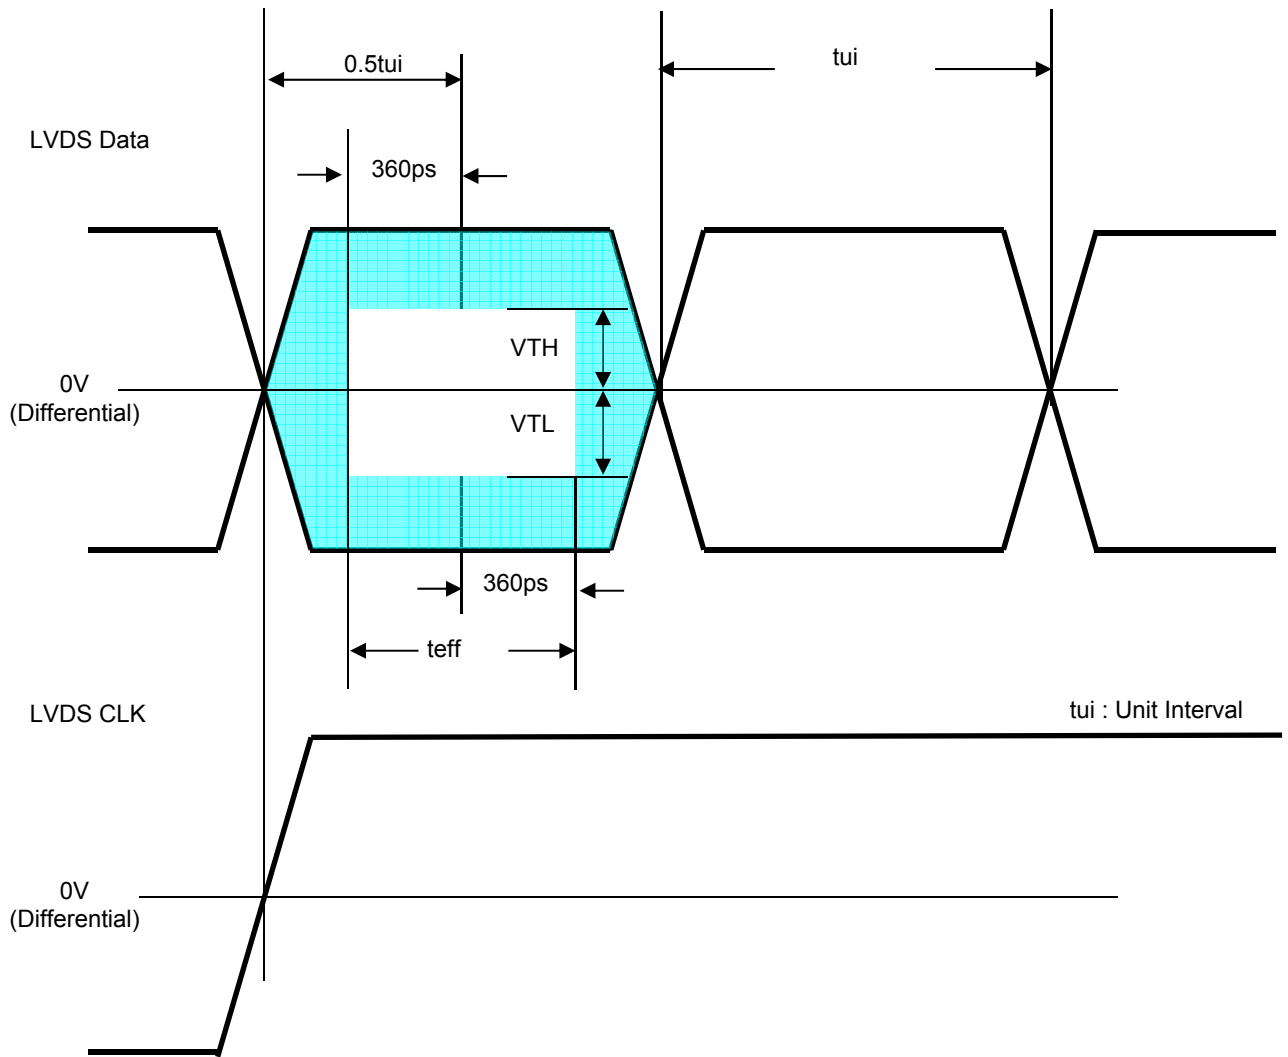 0.5tui
tui
LVDS Data
360ps
VTH
0V
(Differential)
VTL
360ps
teff
LVDS CLK
tui : Unit Interval
0V
(Differential)